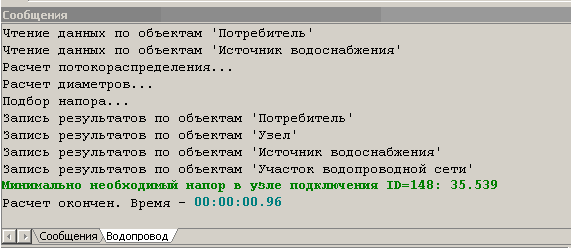 Сообщения
Чтение данных по объектам 'Потребитель'
Чтение данных по объектам 'Источник водоснабжения'
Расчет потокораспределения...
Расчет диаметров...
Подбор напора...
Запись результатов по объектам 'Потребитель'
Запись результатов по объектам 'Узел'
Запись результатов по объектам 'Источник водоснабжения'
Запись результатов по объектам 'Участок водопроводной сети'
Минимально необходимый напор в узле подключения ID=148: 35.539
Расчет окончен. Время - 00:00:00.96
Сообщения Водопровод